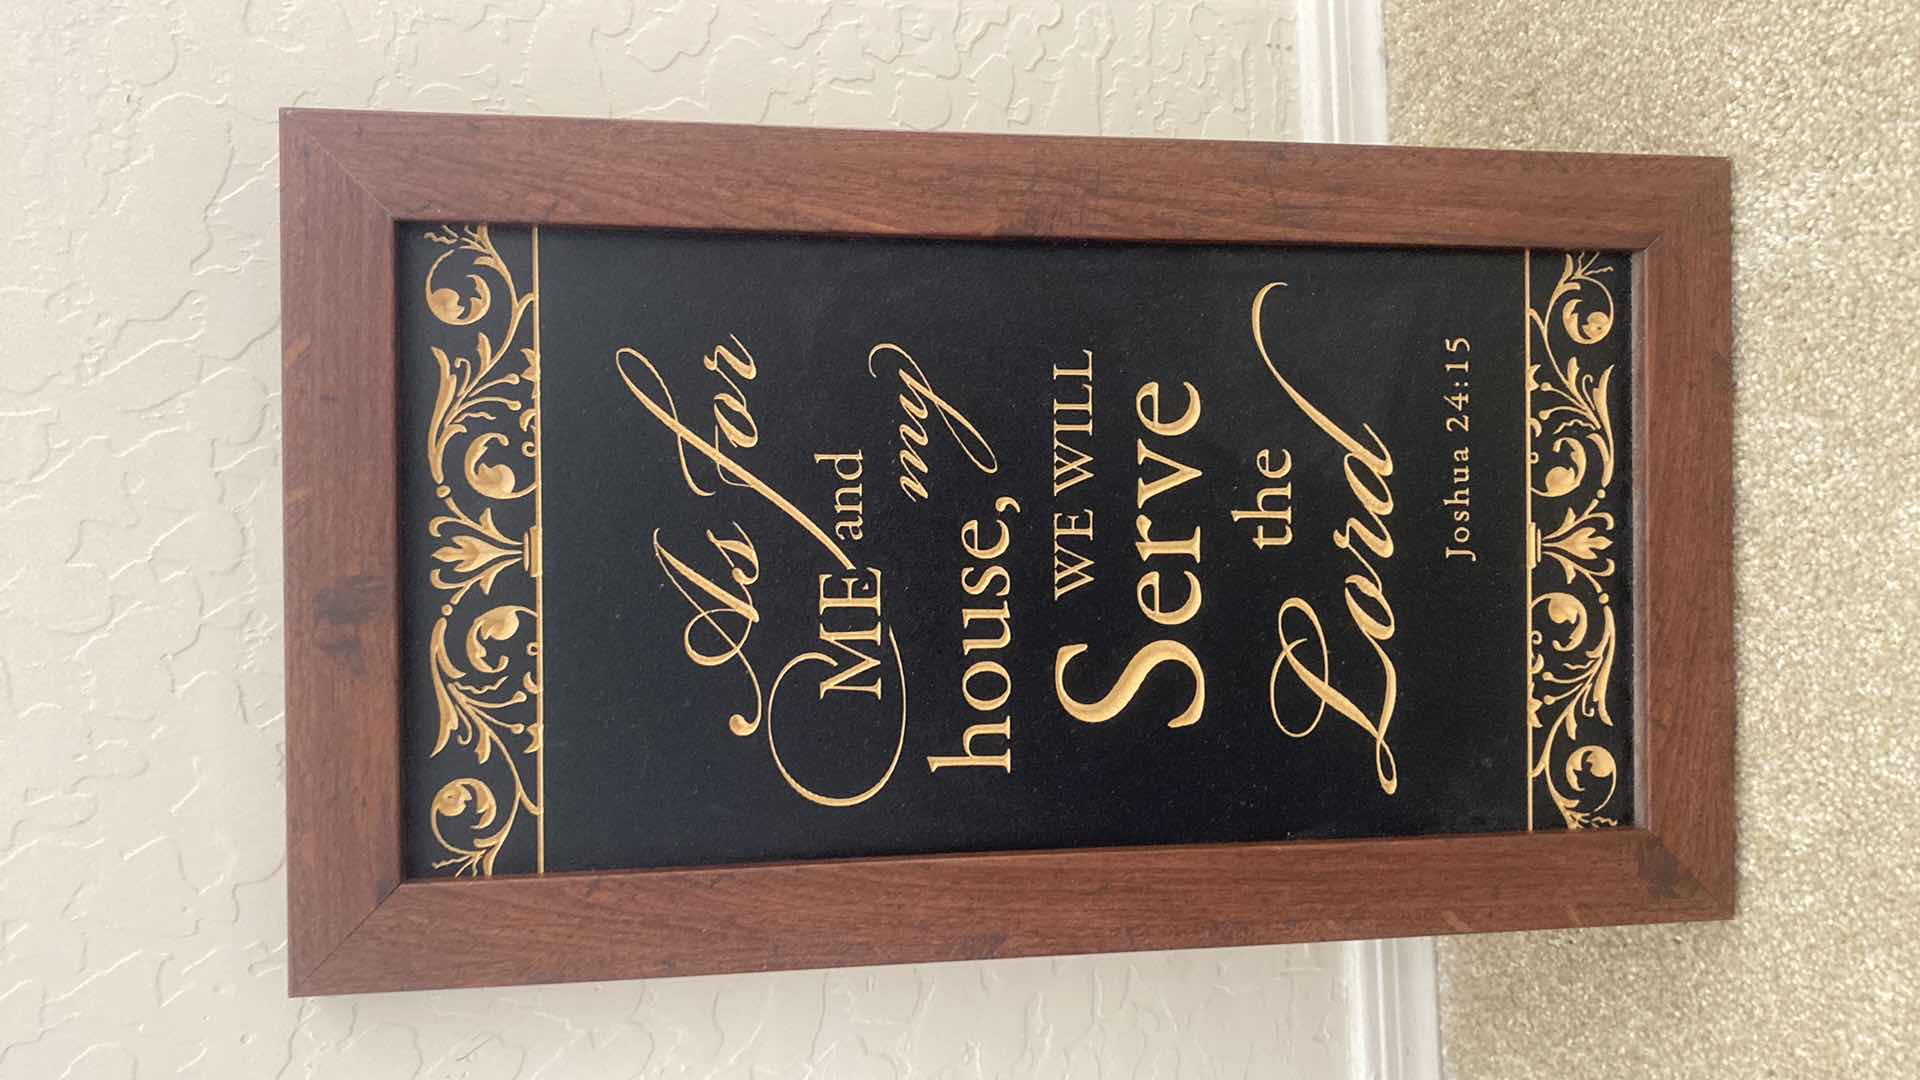 As For
ME and
my
house,
WE WILL
Serve
the
Lord
Joshua 24:15